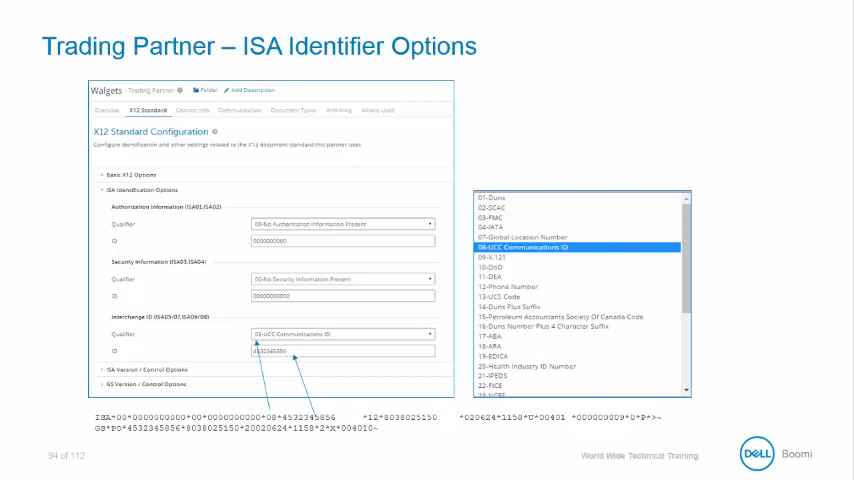 Trading Partner – ISA Identifier Options
Walgets - Trading Partner Folder Add Description
Overview X12 Standard Contact Info Communication Document Types Archiving Where Used
X12 Standard Configuration
Configure identification and other settings related to the X12 document standard this partner uses.
Basic X12 Options
ISA Identification Options
Authorization Information (ISA01,ISA02)
Qualifier 00-No Authorization Information Present
ID 0000000000
Security Information (ISA03,ISA04)
Qualifier 00-No Security Information Present
ID 0000000000
Interchange ID (ISA05/07,ISA06/08)
Qualifier 08-UCC Communications ID
ID 4532345856
ISA Version / Control Options
GS Version / Control Options
01-Duns
02-SCAC
03-FMC
04-IATA
07-Global Location Number
08-UCC Communications ID
09-X.121
10-DoD
11-DEA
12-Phone Number
13-UCS Code
14-Duns Plus Suffix
15-Petroleum Accountants Society Of Canada Code
16-Duns Number Plus 4 Character Suffix
17-ABA
18-ARA
19-EDICA
20-Health Industry ID Number
21-IPEDS
22-FICE
23-NCES
ISA*00*0000000000*00*0000000000*08*4532345856 *12*8038025150 *020624*1158*U*00401 *000000009*0*P*>~
GS*PO*4532345856*8038025150*20020624*1158*2*X*004010~
94 of 112
World Wide Technical Training
DELL Boomi